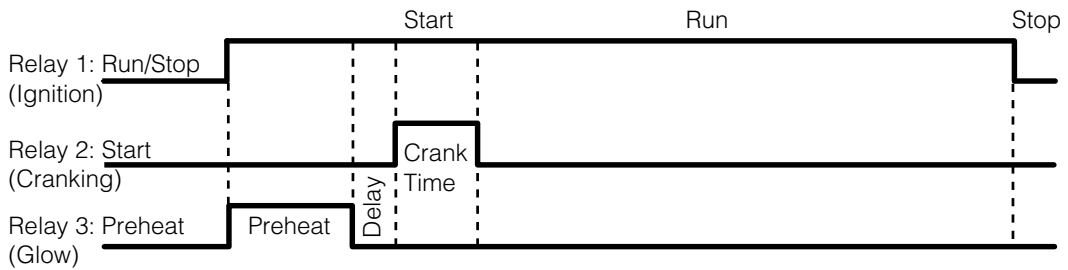 Start
Run
Stop
Relay 1: Run/Stop
(Ignition)
Relay 2: Start
(Cranking)
Crank
Time
Delay
Relay 3: Preheat
(Glow)
Preheat